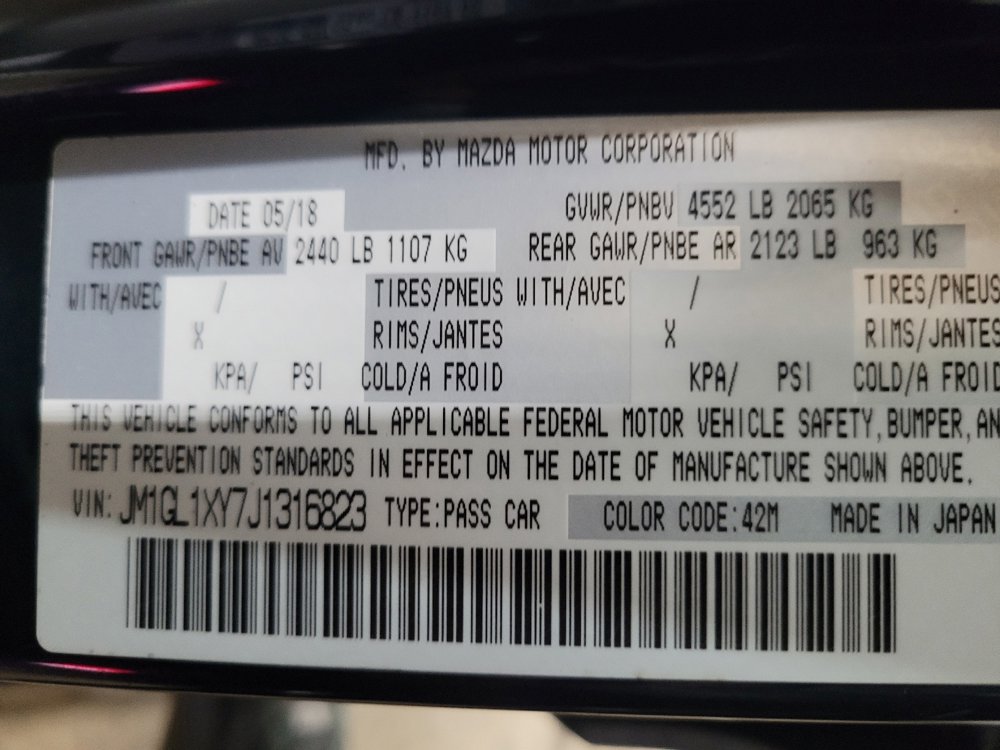 MFD. BY MAZDA MOTOR CORPORATION
DATE 05/18 GVWR/PNBV 4552 LB 2065 KG
FRONT GAWR/PNBE AV 2440 LB 1107 KG REAR GAWR/PNBE AR 2123 LB 963 KG
WITH/AVEC / TIRES/PNEUS WITH/AVEC / TIRES/PNEUS
X RIMS/JANTES X RIMS/JANTES
KPA/ PSI COLD/A FROID KPA/ PSI COLD/A FROID
THIS VEHICLE CONFORMS TO ALL APPLICABLE FEDERAL MOTOR VEHICLE SAFETY, BUMPER, AN
THEFT PREVENTION STANDARDS IN EFFECT ON THE DATE OF MANUFACTURE SHOWN ABOVE.
VIN: JM1GL1XY7J1316823 TYPE:PASS CAR COLOR CODE:42M MADE IN JAPAN